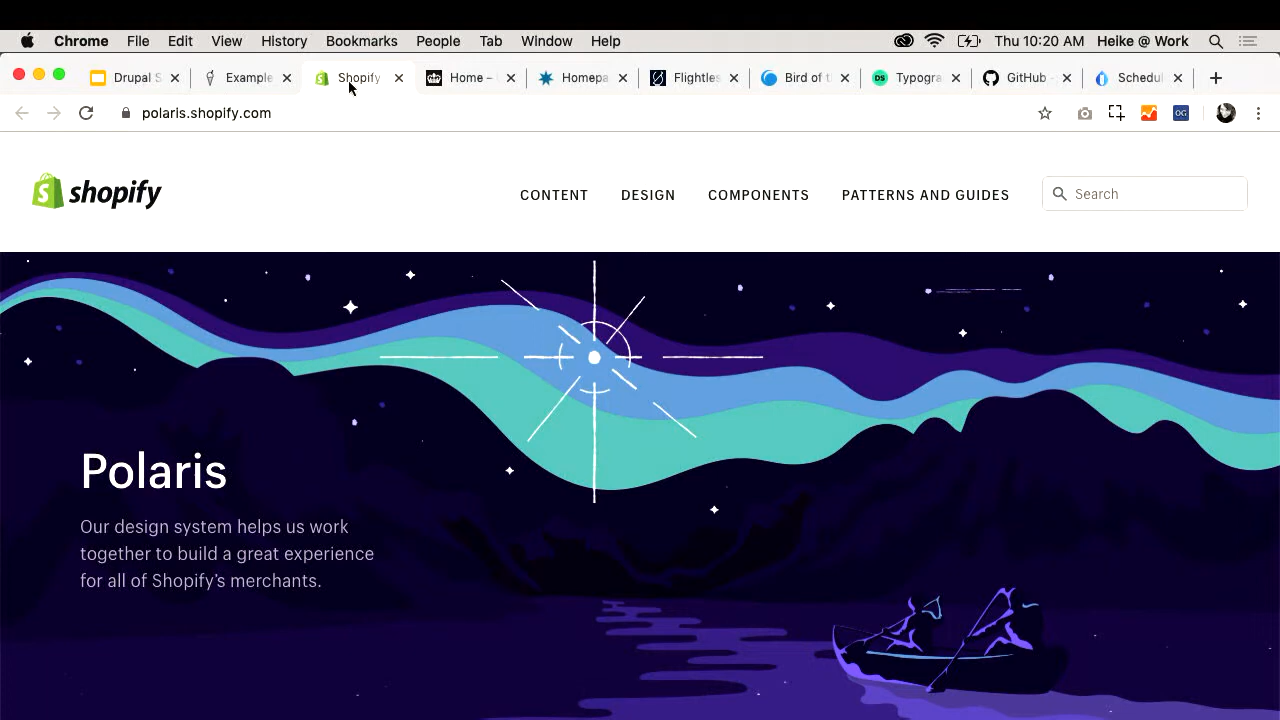 Chrome File Edit View History Bookmarks People Tab Window Help Thu 10:20 AM Heike @ Work
Drupal S Example Shopify Home – Homepa Flightles Bird of t Typogra GitHub - Schedul
polaris.shopify.com OG
shopify CONTENT DESIGN COMPONENTS PATTERNS AND GUIDES Search
Polaris
Our design system helps us work
together to build a great experience
for all of Shopify's merchants.